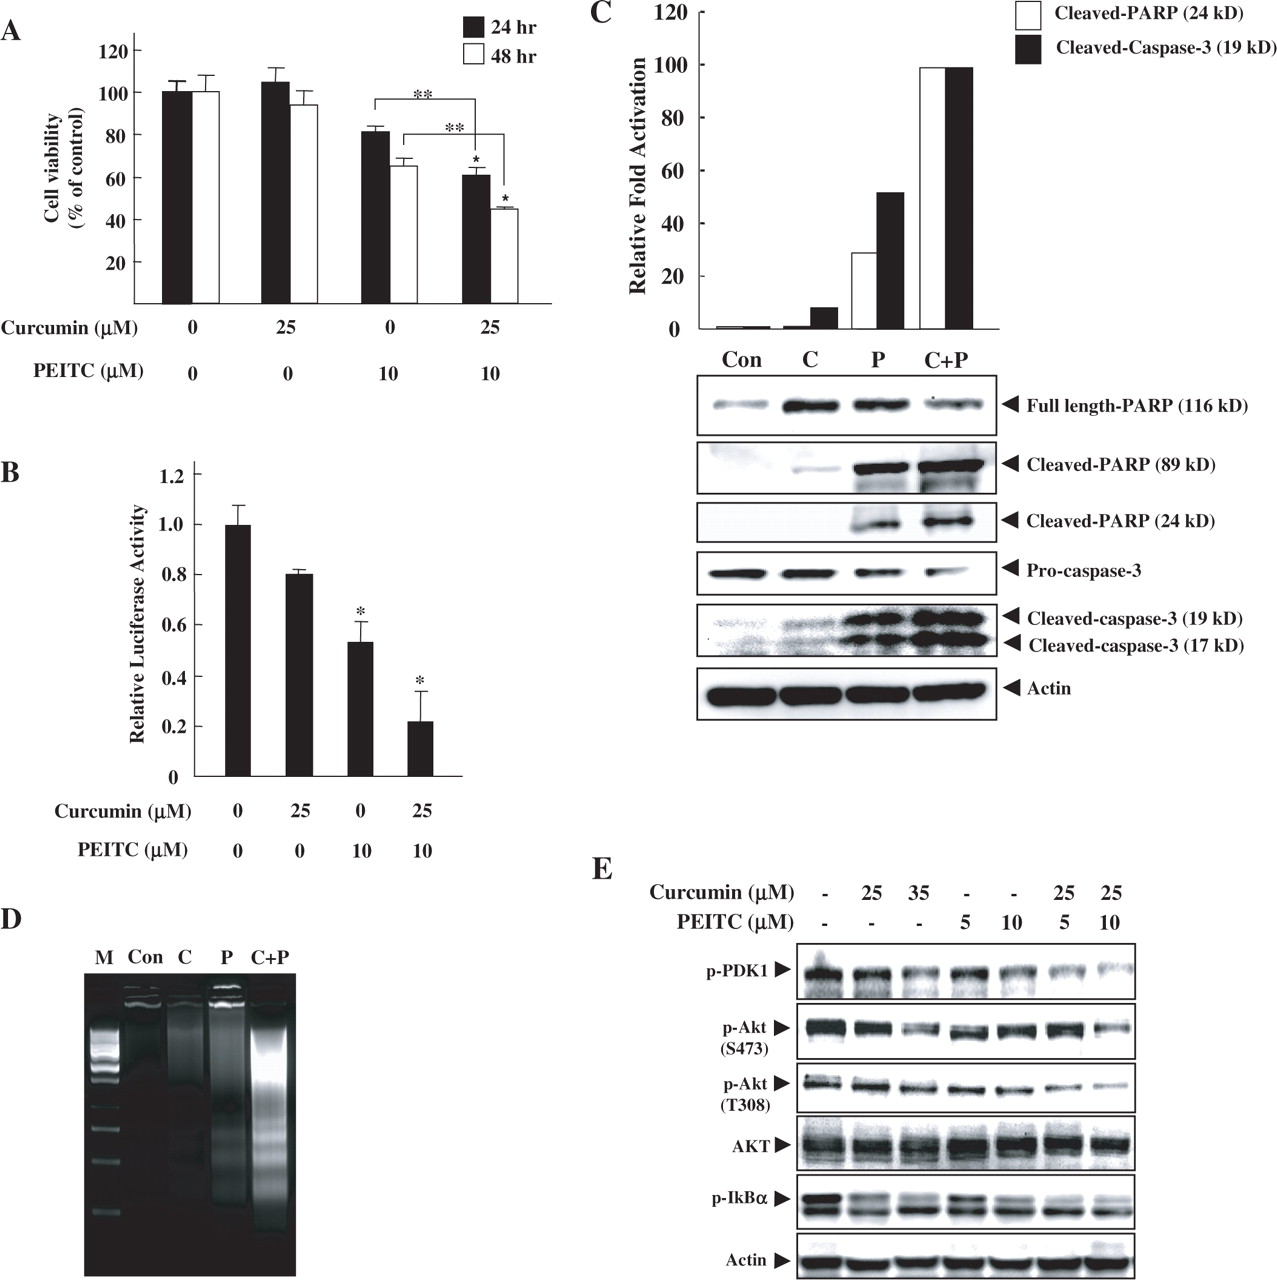 A
24 hr
48 hr
Cell viability
(% of control)
120
100
80
60
40
20
**
**
*
*
Curcumin (μM) 0 25 0 25
PEITC (μM) 0 0 10 10
B
Relative Luciferase Activity
1.2
1.0
0.8
0.6
0.4
0.2
0
*
*
Curcumin (μM) 0 25 0 25
PEITC (μM) 0 0 10 10
C
Cleaved-PARP (24 kD)
Cleaved-Caspase-3 (19 kD)
Relative Fold Activation
120
100
80
60
40
20
0
Con C P C+P
Full length-PARP (116 kD)
Cleaved-PARP (89 kD)
Cleaved-PARP (24 kD)
Pro-caspase-3
Cleaved-caspase-3 (19 kD)
Cleaved-caspase-3 (17 kD)
Actin
D
M Con C P C+P
E
Curcumin (μM) - 25 35 - - 25 25
PEITC (μM) - - - 5 10 5 10
p-PDK1
p-Akt
(S473)
p-Akt
(T308)
AKT
p-IkBα
Actin